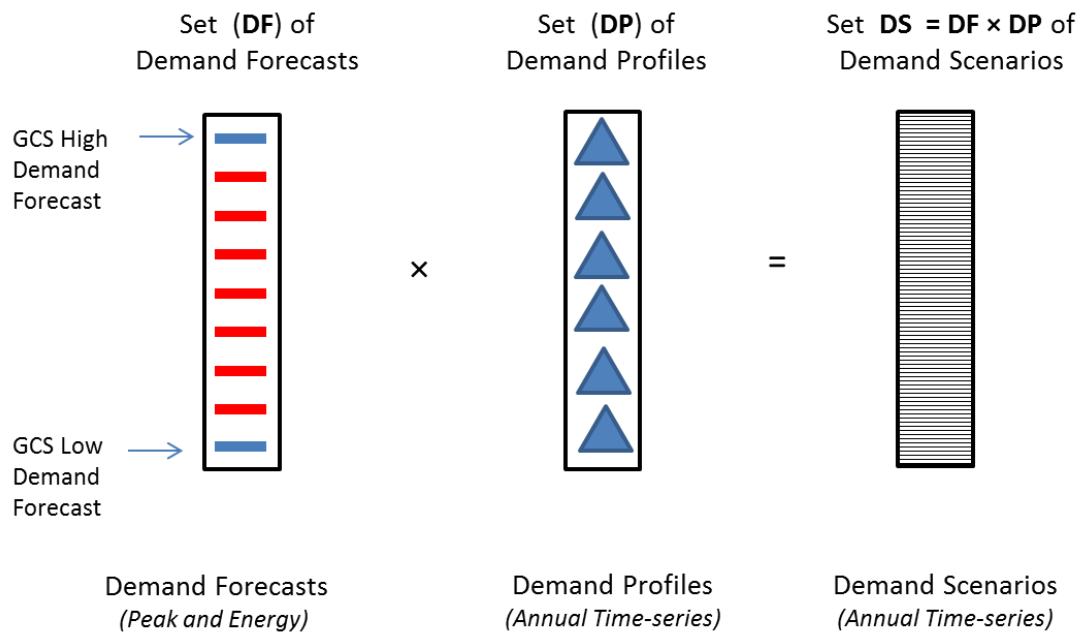 Set (DF) of
Demand Forecasts
Set (DP) of
Demand Profiles
Set DS = DF × DP of
Demand Scenarios
GCS High
Demand
Forecast
×
=
GCS Low
Demand
Forecast
Demand Forecasts
(Peak and Energy)
Demand Profiles
(Annual Time-series)
Demand Scenarios
(Annual Time-series)